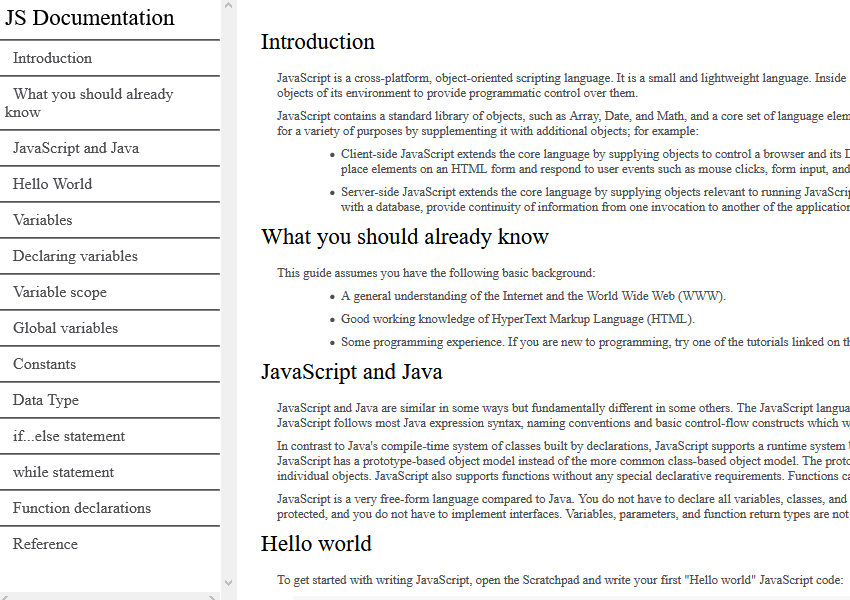 JS Documentation
Introduction
What you should already
know
JavaScript and Java
Hello World
Variables
Declaring variables
Variable scope
Global variables
Constants
Data Type
if...else statement
while statement
Function declarations
Reference
Introduction
JavaScript is a cross-platform, object-oriented scripting language. It is a small and lightweight language. Inside
objects of its environment to provide programmatic control over them.
JavaScript contains a standard library of objects, such as Array, Date, and Math, and a core set of language elem
for a variety of purposes by supplementing it with additional objects; for example:
• Client-side JavaScript extends the core language by supplying objects to control a browser and its D
place elements on an HTML form and respond to user events such as mouse clicks, form input, and
• Server-side JavaScript extends the core language by supplying objects relevant to running JavaScrip
with a database, provide continuity of information from one invocation to another of the application
What you should already know
This guide assumes you have the following basic background:
• A general understanding of the Internet and the World Wide Web (WWW).
• Good working knowledge of HyperText Markup Language (HTML).
• Some programming experience. If you are new to programming, try one of the tutorials linked on th
JavaScript and Java
JavaScript and Java are similar in some ways but fundamentally different in some others. The JavaScript langua
JavaScript follows most Java expression syntax, naming conventions and basic control-flow constructs which w
In contrast to Java's compile-time system of classes built by declarations, JavaScript supports a runtime system
JavaScript has a prototype-based object model instead of the more common class-based object model. The proto
individual objects. JavaScript also supports functions without any special declarative requirements. Functions ca
JavaScript is a very free-form language compared to Java. You do not have to declare all variables, classes, and
protected, and you do not have to implement interfaces. Variables, parameters, and function return types are not
Hello world
To get started with writing JavaScript, open the Scratchpad and write your first "Hello world" JavaScript code: